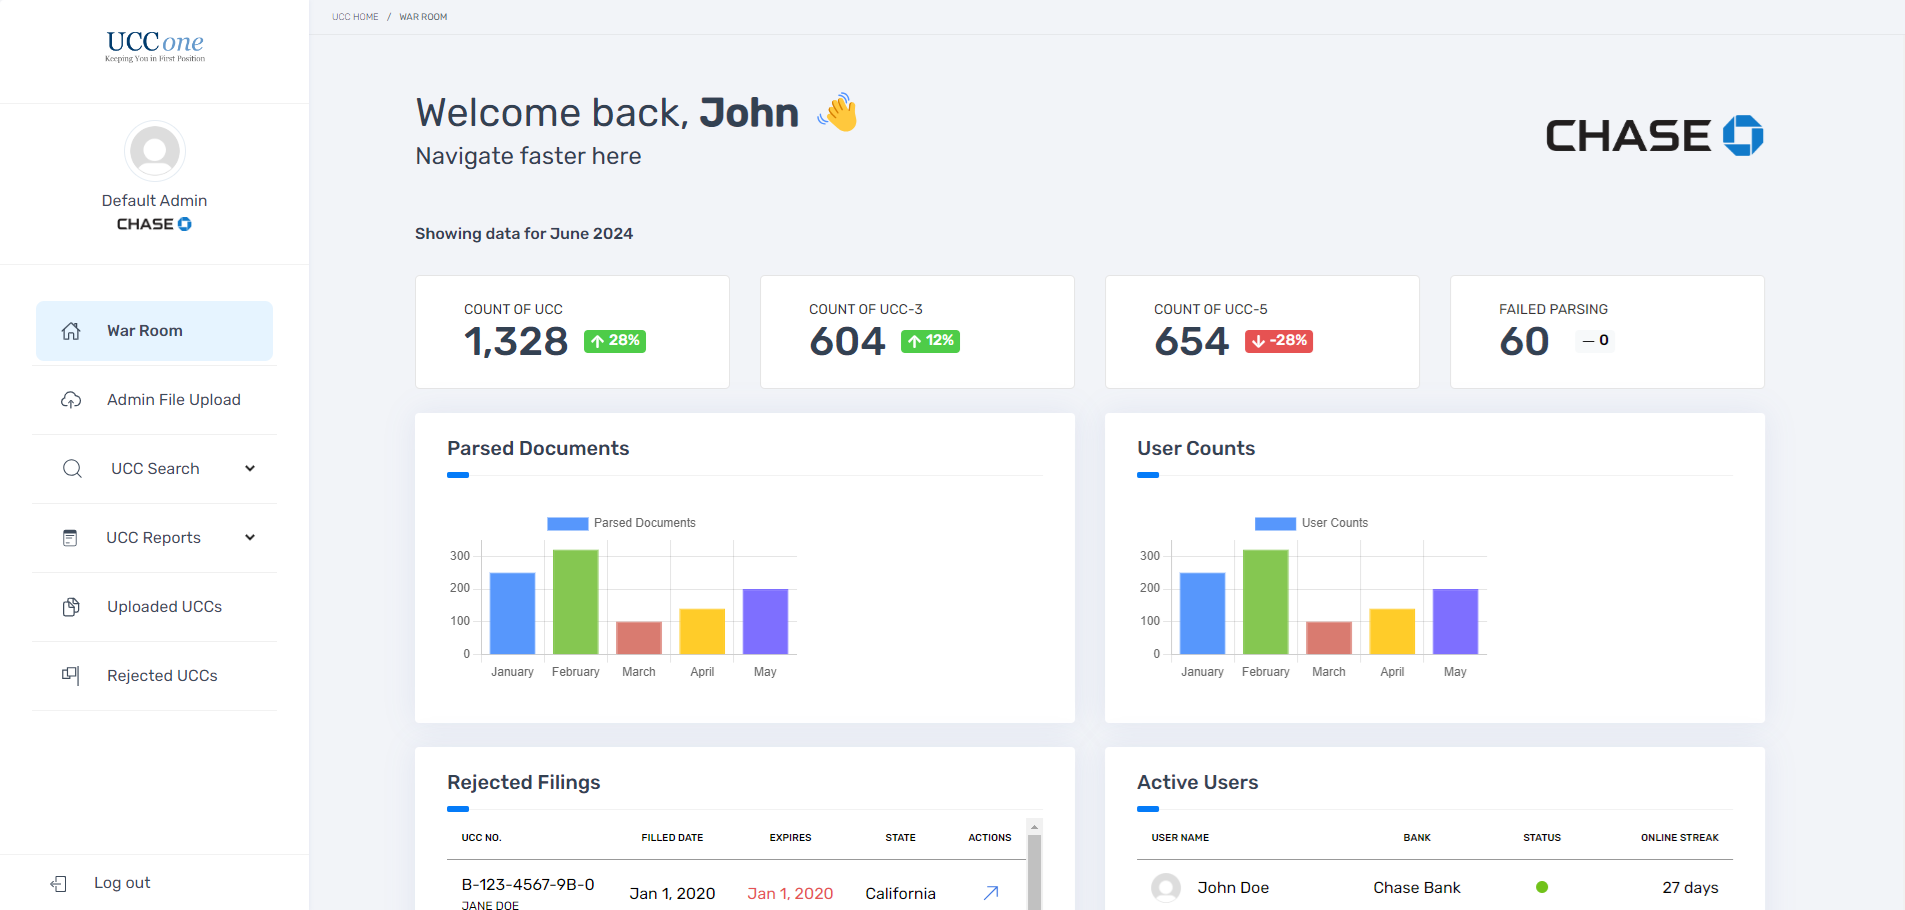 UCC one
Keeping You in First Position
Default Admin
CHASE
War Room
Admin File Upload
UCC Search
UCC Reports
Uploaded UCCs
Rejected UCCs
Log out
UCC HOME / WAR ROOM
Welcome back, John 👋
Navigate faster here
CHASE
Showing data for June 2024
COUNT OF UCC
1,328 ↑ 28%
COUNT OF UCC-3
604 ↑ 12%
COUNT OF UCC-5
654 ↓ -28%
FAILED PARSING
60 — 0
Parsed Documents
Parsed Documents
300
200
100
0
January February March April May
User Counts
User Counts
300
200
100
0
January February March April May
Rejected Filings
UCC NO. FILLED DATE EXPIRES STATE ACTIONS
B-123-4567-9B-0 Jan 1, 2020 Jan 1, 2020 California
JANE DOE
Active Users
USER NAME BANK STATUS ONLINE STREAK
John Doe Chase Bank 27 days